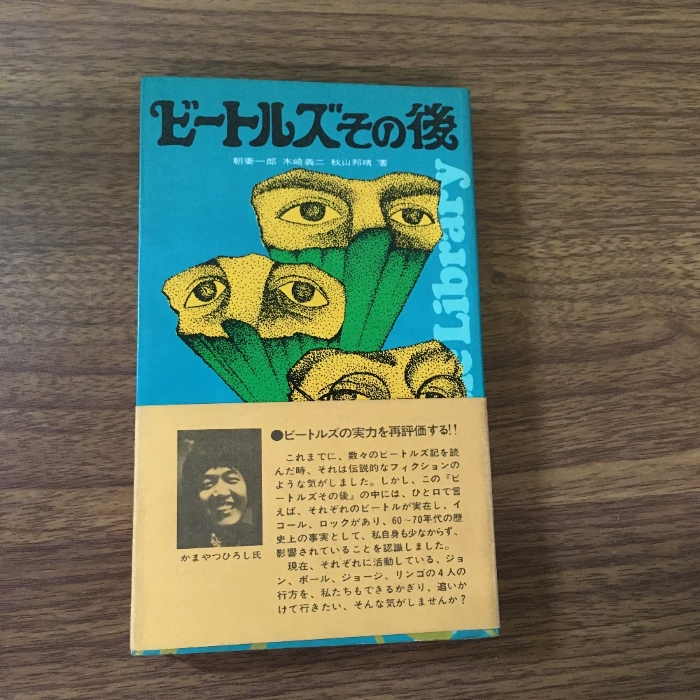 ビートルズその後
朝妻一郎 木崎義二 秋山邦晴 著
Library
●ビートルズの実力を再評価する!!
これまでに、数々のビートルズ記を読
んだ時、それは伝説的なフィクションの
ような気がしました。しかし、この『ビ
ートルズその後』の中には、ひと口で言
えば、それぞれのビートルが実在し、イ
コール、ロックがあり、60〜70年代の歴
史上の事実として、私自身も少なからず、
影響されていることを認識しました。
現在、それぞれに活動している、ジョ
ン、ポール、ジョージ、リンゴの4人の
行方を、私たちもできるかぎり、追いか
けて行きたい、そんな気がしませんか?
かまやつひろし氏